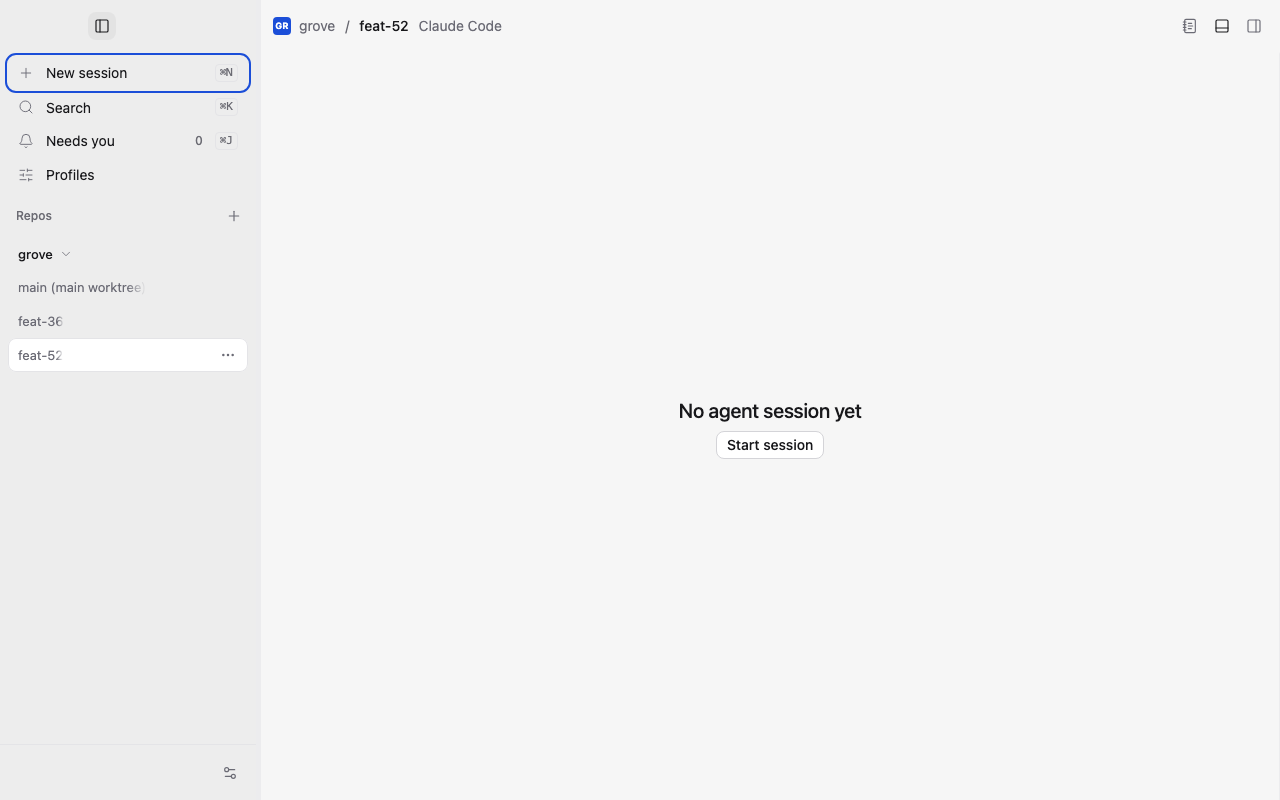 New session ⌘N
Search ⌘K
Needs you 0 ⌘J
Profiles
Repos
grove
main (main worktree)
feat-36
feat-52
GR grove / feat-52 Claude Code
No agent session yet
Start session